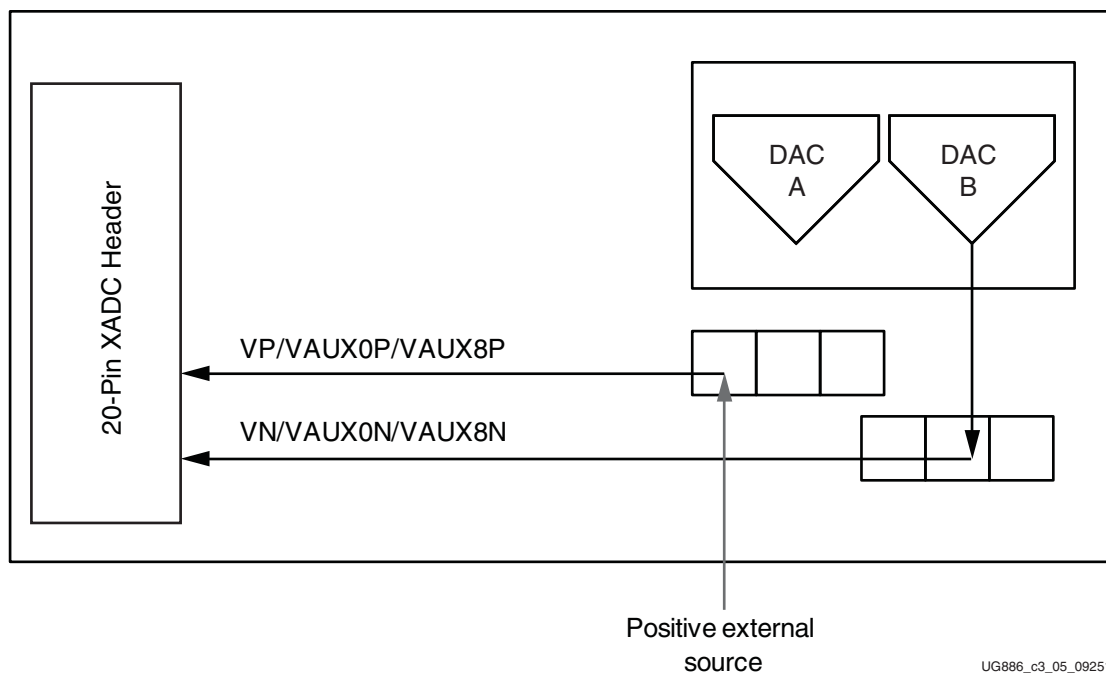 DAC
A
DAC
B
20-Pin XADC Header
VP/VAUX0P/VAUX8P
VN/VAUX0N/VAUX8N
Positive external
source
UG886_c3_05_0925